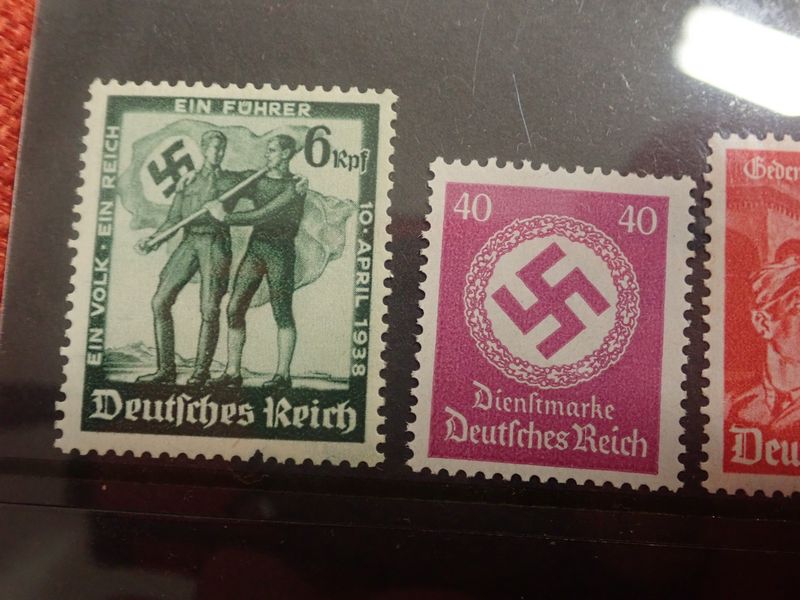 EIN VOLK · EIN REICH
EIN FÜHRER
6 Rpf
10 · APRIL 1938
Deutsches Reich
40 40
Dienstmarke
Deutsches Reich